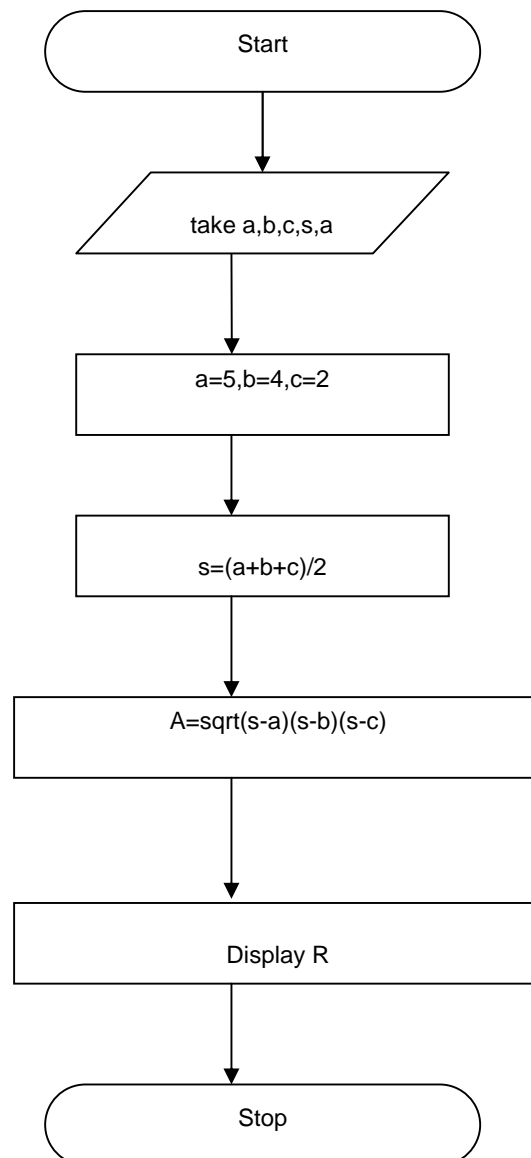 Start
take a,b,c,s,a
a=5,b=4,c=2
s=(a+b+c)/2
A=sqrt(s-a)(s-b)(s-c)
Display R
Stop